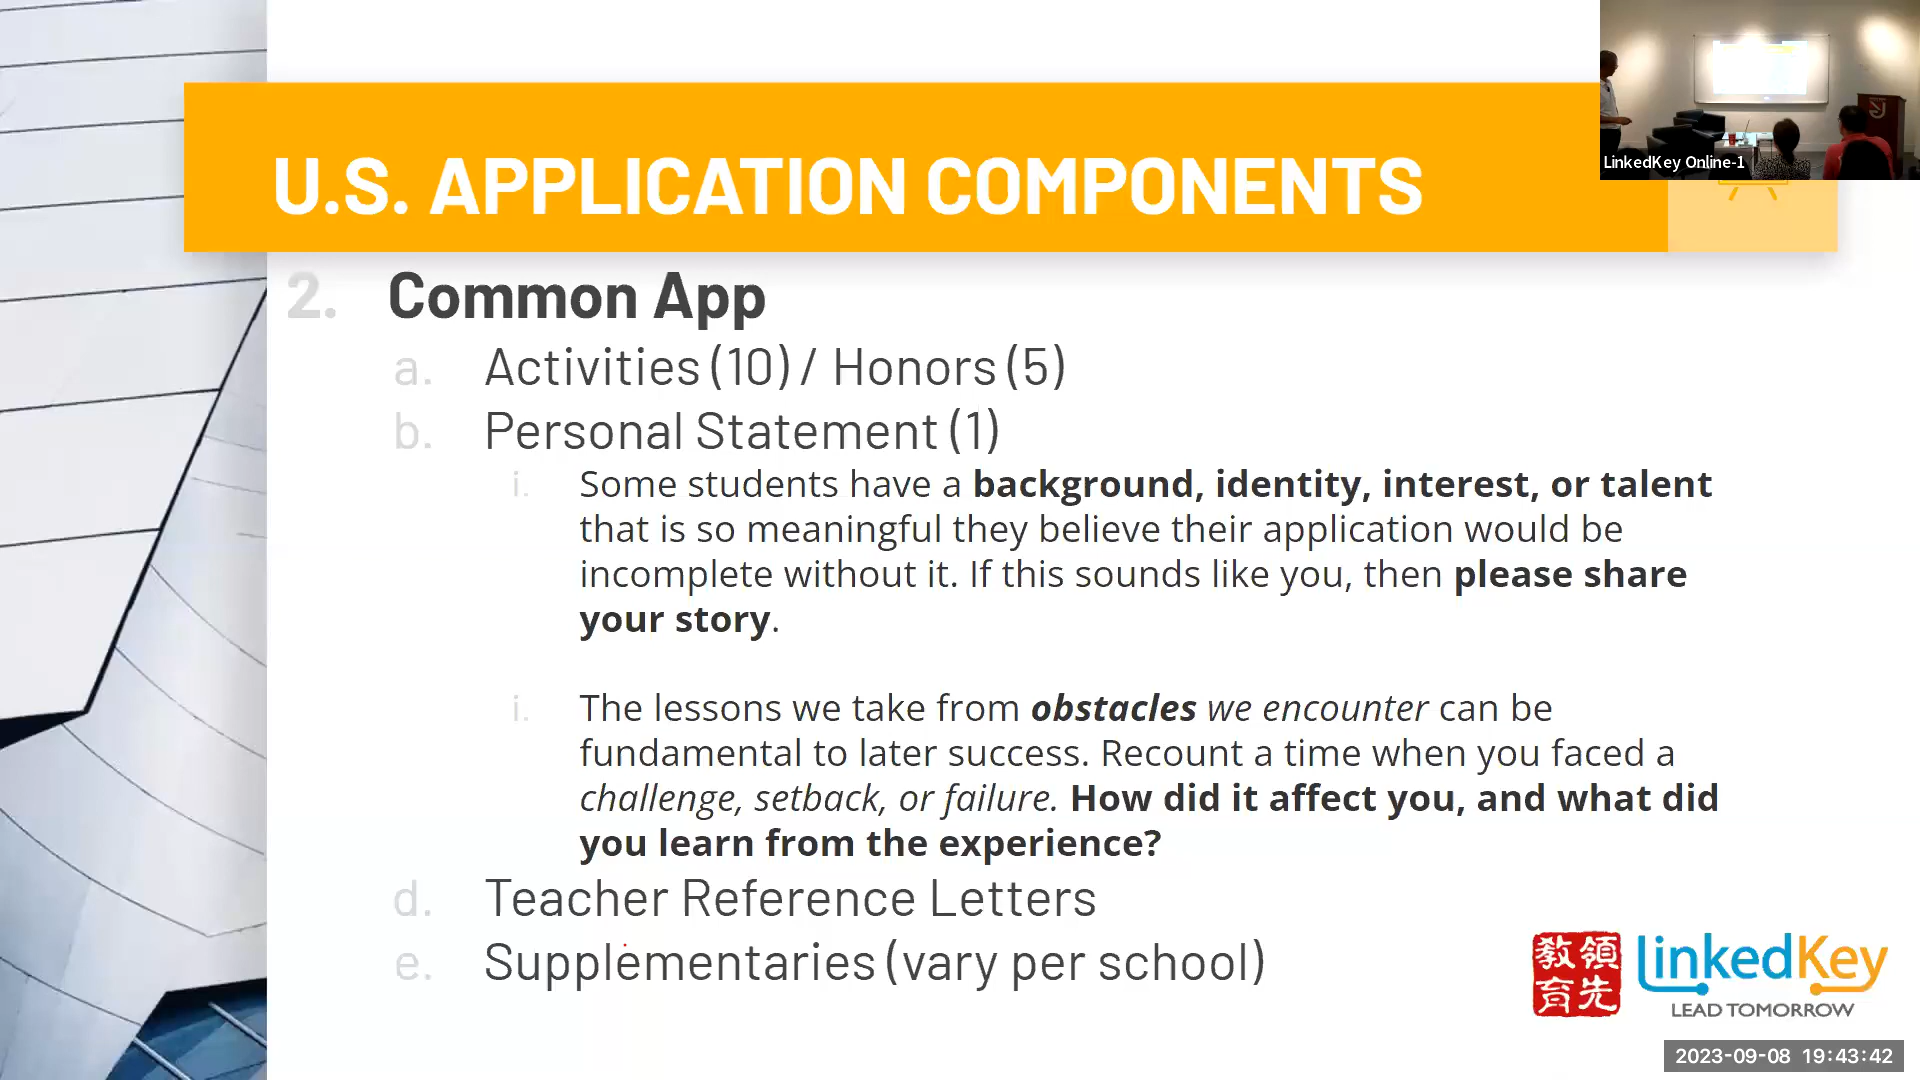 U.S. APPLICATION COMPONENTS
LinkedKey Online-1
2. Common App
a. Activities (10) / Honors (5)
b. Personal Statement (1)
i. Some students have a background, identity, interest, or talent
that is so meaningful they believe their application would be
incomplete without it. If this sounds like you, then please share
your story.
i. The lessons we take from obstacles we encounter can be
fundamental to later success. Recount a time when you faced a
challenge, setback, or failure. How did it affect you, and what did
you learn from the experience?
d. Teacher Reference Letters
e. Supplementaries (vary per school)
領先教育
LinkedKey
LEAD TOMORROW
2023-09-08 19:43:42